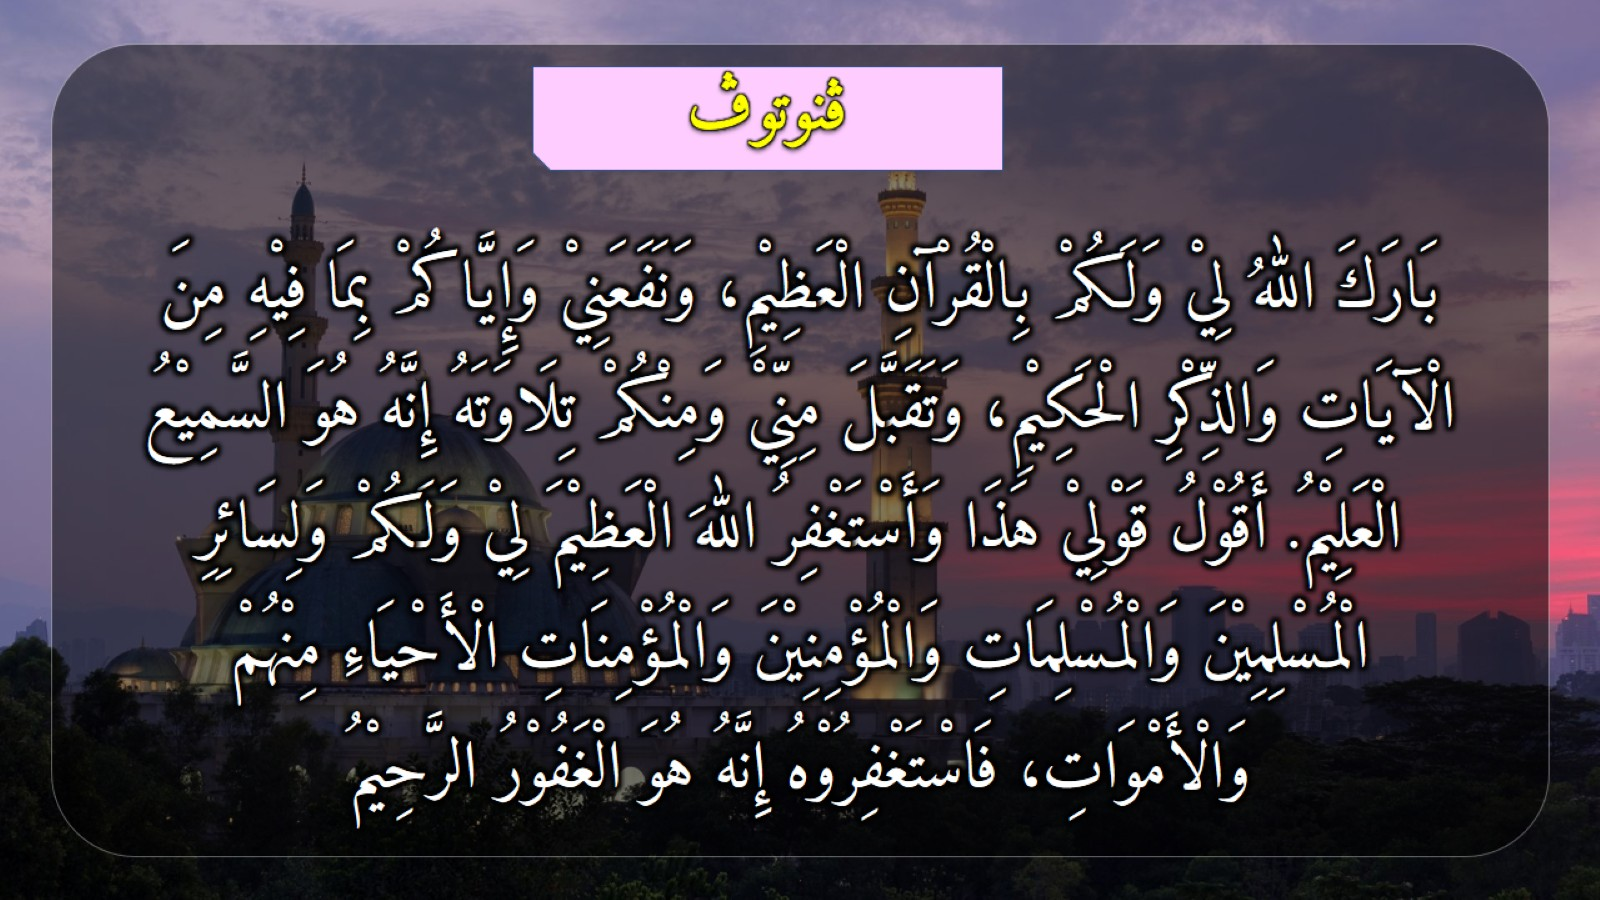 ڤنوتوڤ
بَارَكَ اللهُ لِيْ وَلَكُمْ بِالْقُرْآنِ الْعَظِيْمِ، وَنَفَعَنِيْ وَإِيَّاكُمْ بِمَا فِيْهِ مِنَ
الْآيَاتِ وَالذِّكْرِ الْحَكِيْمِ، وَتَقَبَّلَ مِنِّيْ وَمِنْكُمْ تِلَاوَتَهُ إِنَّهُ هُوَ السَّمِيْعُ
الْعَلِيْمُ. أَقُوْلُ قَوْلِيْ هَذَا وَأَسْتَغْفِرُ اللهَ الْعَظِيْمَ لِيْ وَلَكُمْ وَلِسَائِرِ
الْمُسْلِمِيْنَ وَالْمُسْلِمَاتِ وَالْمُؤْمِنِيْنَ وَالْمُؤْمِنَاتِ الْأَحْيَاءِ مِنْهُمْ
وَالْأَمْوَاتِ، فَاسْتَغْفِرُوْهُ إِنَّهُ هُوَ الْغَفُوْرُ الرَّحِيْمُ